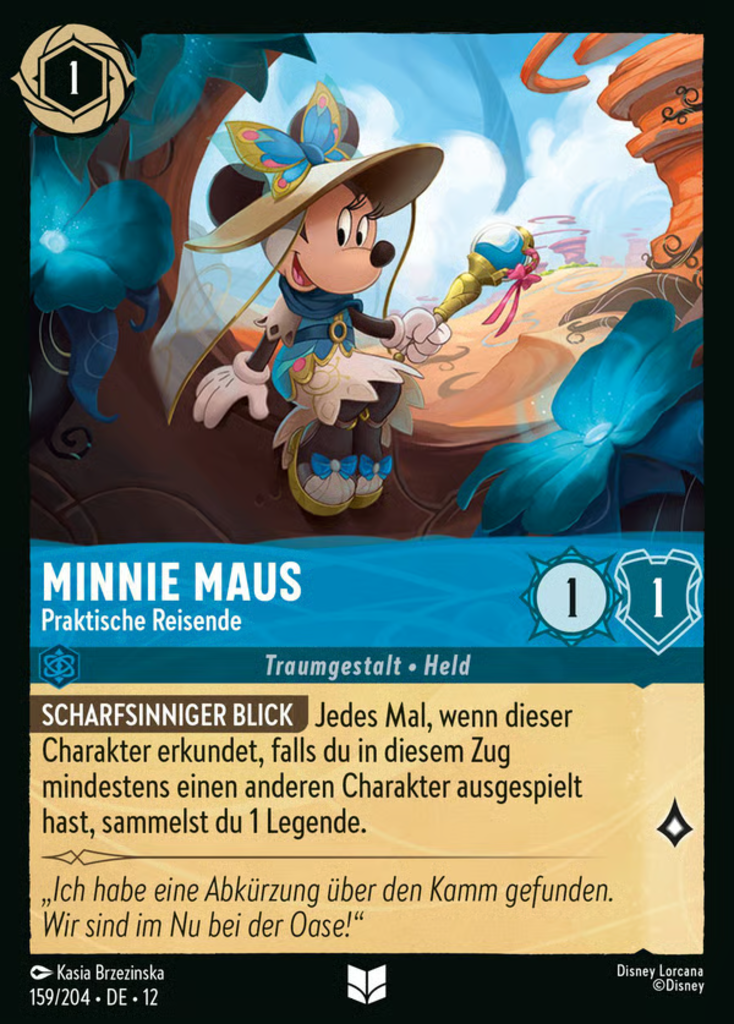 1
MINNIE MAUS
Praktische Reisende
1
1
Traumgestalt • Held
SCHARFSINNIGER BLICK Jedes Mal, wenn dieser
Charakter erkundet, falls du in diesem Zug
mindestens einen anderen Charakter ausgespielt
hast, sammelst du 1 Legende.
„Ich habe eine Abkürzung über den Kamm gefunden.
Wir sind im Nu bei der Oase!“
Kasia Brzezinska
159/204 • DE • 12
Disney Lorcana
©Disney